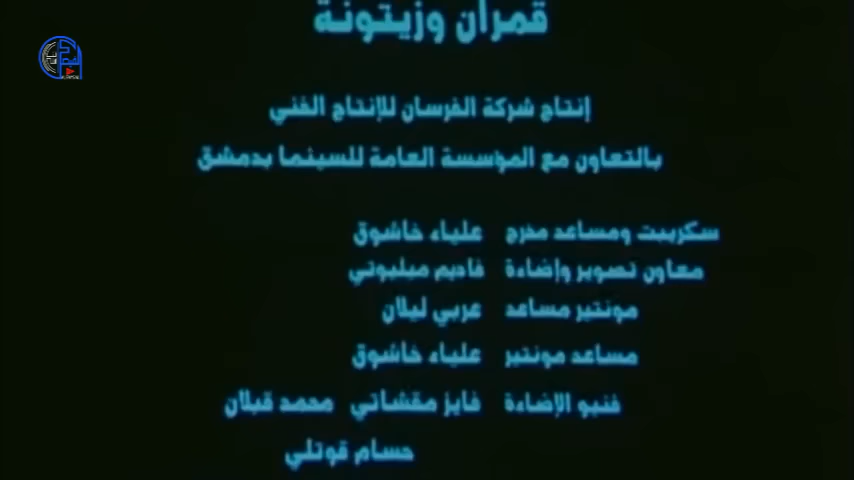 قمران وزيتونة
إنتاج شركة الفرسان للإنتاج الفني
بالتعاون مع المؤسسة العامة للسينما بدمشق
سكريبت ومساعد مخرج علياء خاشوق
معاون تصوير وإضاءة فاديم ميليوتي
مونتير مساعد عربي ليلان
مساعد مونتير علياء خاشوق
فنيو الإضاءة فايز مقشاتي محمد قبلان
حسام قوتلي